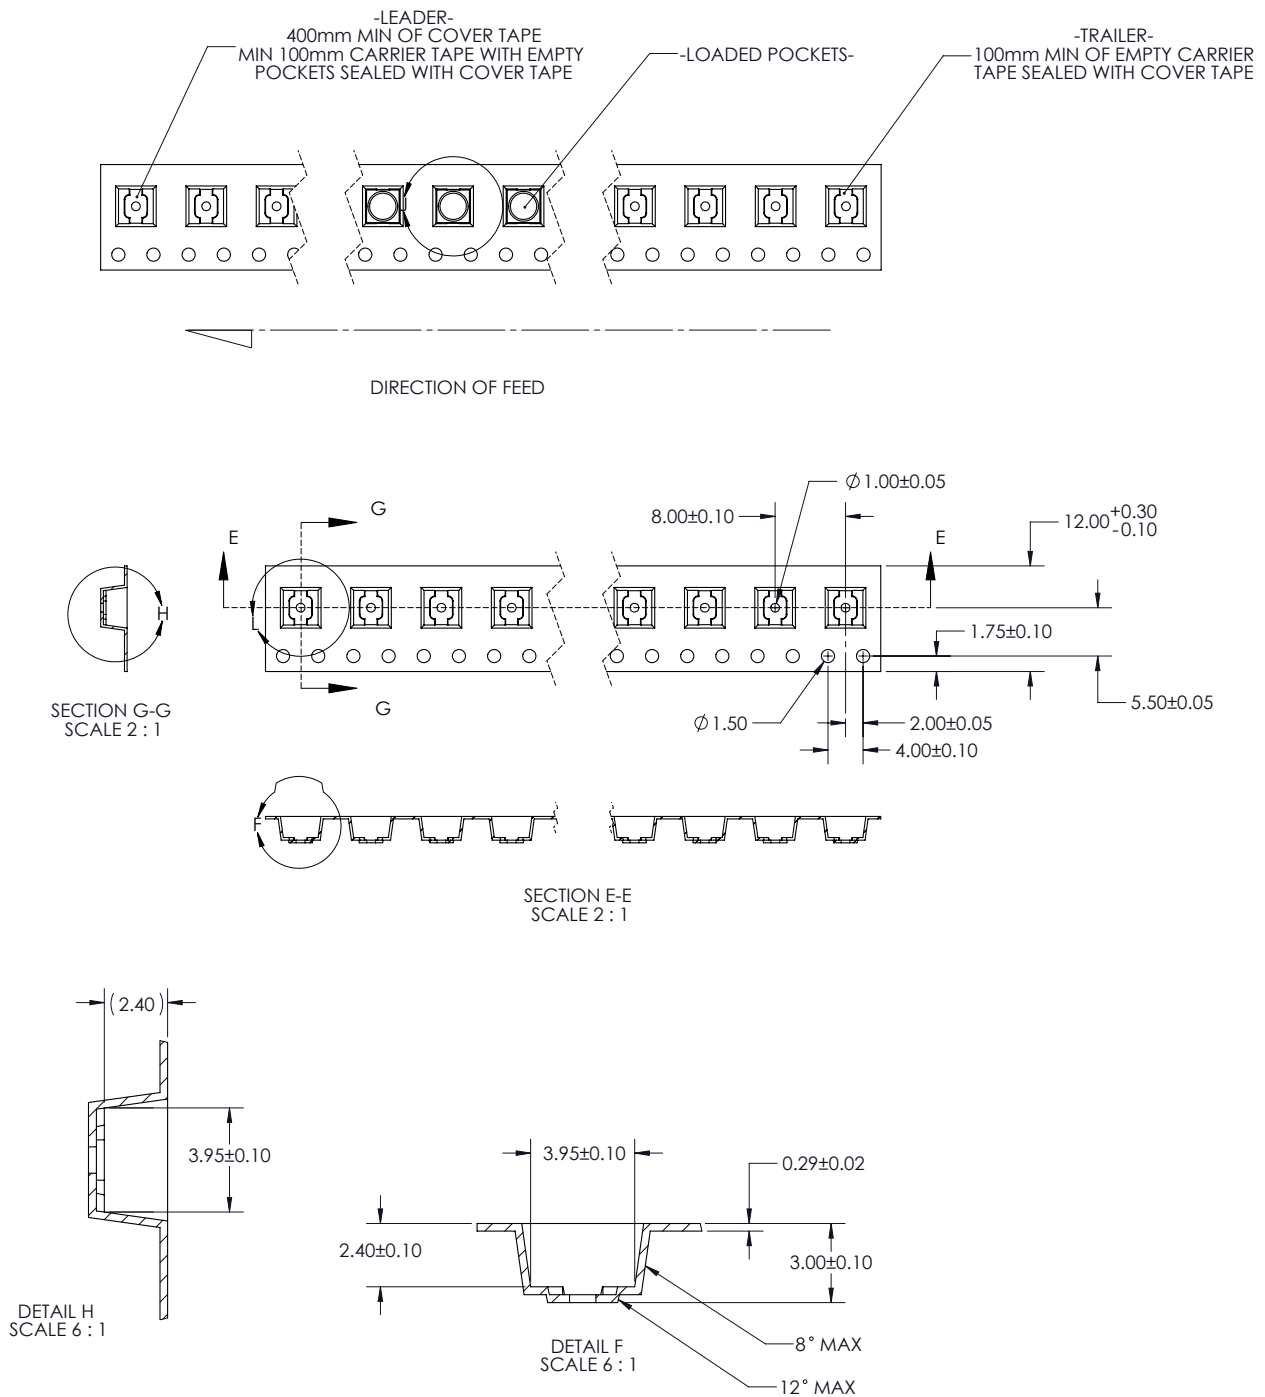 -LEADER-
400mm MIN OF COVER TAPE
MIN 100mm CARRIER TAPE WITH EMPTY
POCKETS SEALED WITH COVER TAPE
-LOADED POCKETS-
-TRAILER-
100mm MIN OF EMPTY CARRIER
TAPE SEALED WITH COVER TAPE
DIRECTION OF FEED
∅1.00±0.05
8.00±0.10
12.00 +0.30
-0.10
G
E
E
H
L
1.75±0.10
5.50±0.05
G
∅1.50
2.00±0.05
4.00±0.10
SECTION G-G
SCALE 2 : 1
F
SECTION E-E
SCALE 2 : 1
(2.40)
3.95±0.10
DETAIL H
SCALE 6 : 1
3.95±0.10
0.29±0.02
2.40±0.10
3.00±0.10
8° MAX
12° MAX
DETAIL F
SCALE 6 : 1